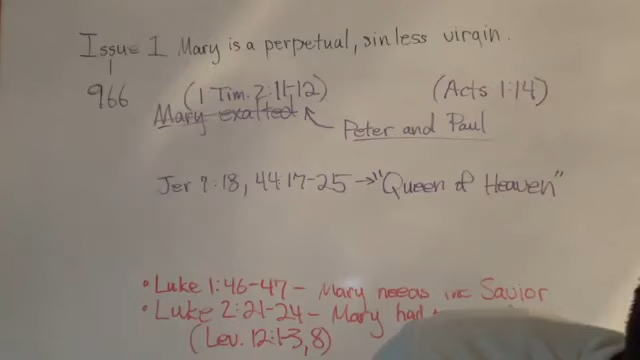 Issue 1 Mary is a perpetual, sinless virgin.
966 (1 Tim. 2:11-12) (Acts 1:14)
Mary exalted Peter and Paul
Jer 7:18, 44:17-25 → "Queen of Heaven"
• Luke 1:46-47 - Mary needs Savior
• Luke 2:21-24 - Mary had
(Lev. 12:1-3, 8)